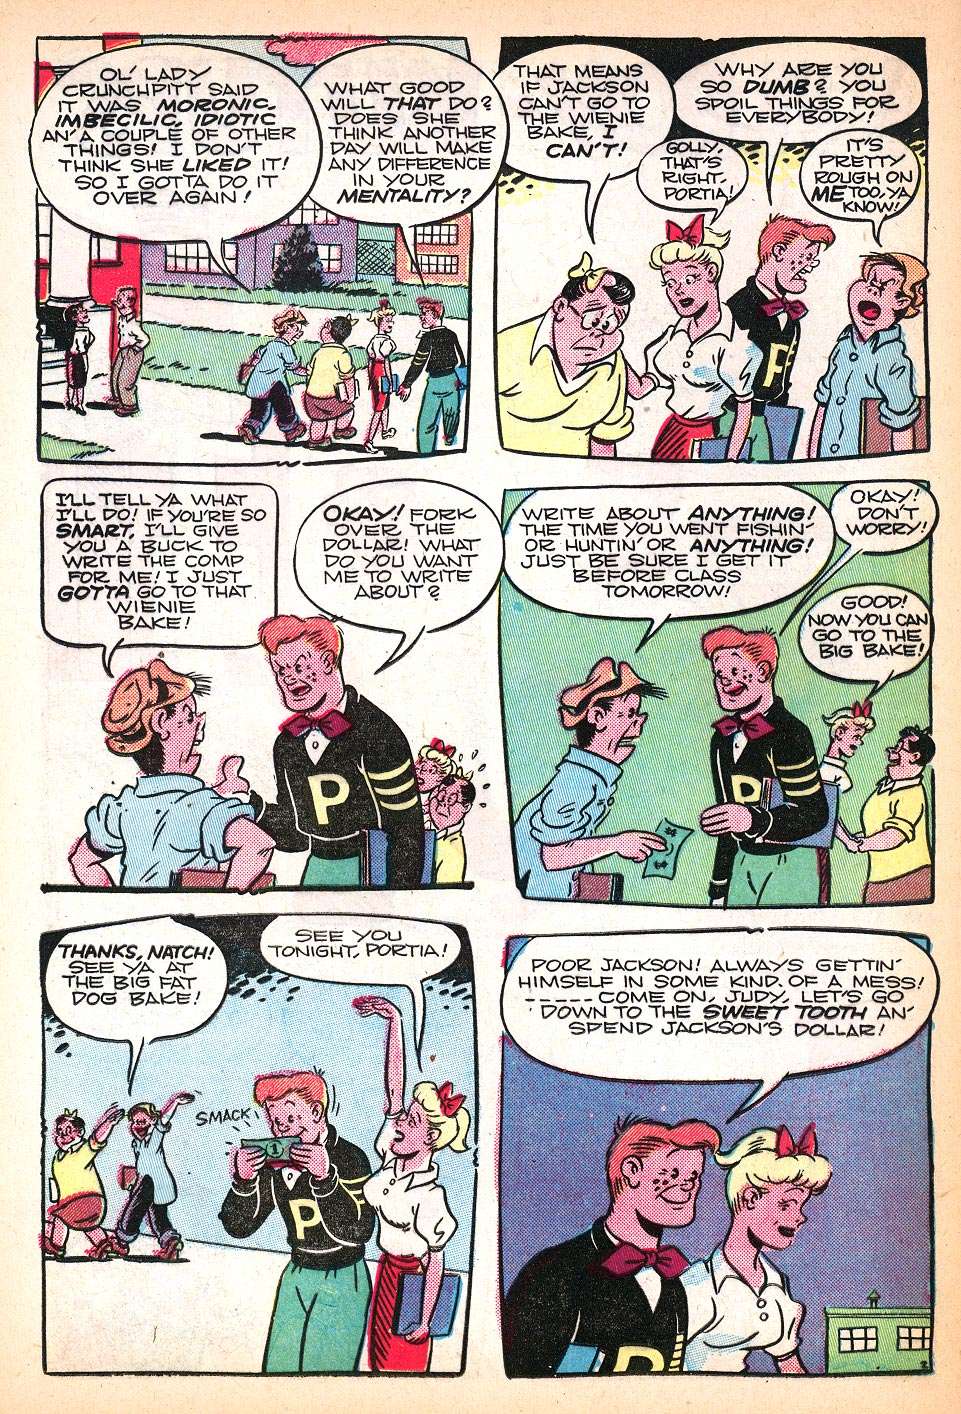 OL' LADY
CRUNCHPITT SAID
IT WAS MORONIC,
IMBECILIC, IDIOTIC
AN' A COUPLE OF OTHER
THINGS! I DON'T
THINK SHE LIKED IT!
SO I GOTTA DO IT
OVER AGAIN!
WHAT GOOD
WILL THAT DO?
DOES SHE
THINK ANOTHER
DAY WILL MAKE
ANY DIFFERENCE
IN YOUR
MENTALITY?
THAT MEANS
IF JACKSON
CAN'T GO TO
THE WIENIE
BAKE, I
CAN'T!
GOLLY,
THAT'S
RIGHT,
PORTIA!
WHY ARE YOU
SO DUMB? YOU
SPOIL THINGS FOR
EVERYBODY!
IT'S
PRETTY
ROUGH ON
ME TOO, YA
KNOW!
P
I'LL TELL YA WHAT
I'LL DO! IF YOU'RE SO
SMART, I'LL GIVE
YOU A BUCK TO
WRITE THE COMP
FOR ME! I JUST
GOTTA GO TO THAT
WIENIE
BAKE!
OKAY! FORK
OVER THE
DOLLAR! WHAT
DO YOU WANT
ME TO WRITE
ABOUT?
P
WRITE ABOUT ANYTHING!
THE TIME YOU WENT FISHIN'
OR HUNTIN' OR ANYTHING!
JUST BE SURE I GET IT
BEFORE CLASS
TOMORROW!
OKAY!
DON'T
WORRY!
GOOD!
NOW YOU CAN
GO TO THE
BIG BAKE!
P
$
$
THANKS, NATCH!
SEE YA AT
THE BIG FAT
DOG BAKE!
SEE YOU
TONIGHT, PORTIA!
SMACK
1
P
POOR JACKSON! ALWAYS GETTIN'
HIMSELF IN SOME KIND OF A MESS!
-----COME ON, JUDY, LET'S GO
DOWN TO THE SWEET TOOTH AN'
SPEND JACKSON'S DOLLAR!
P
2